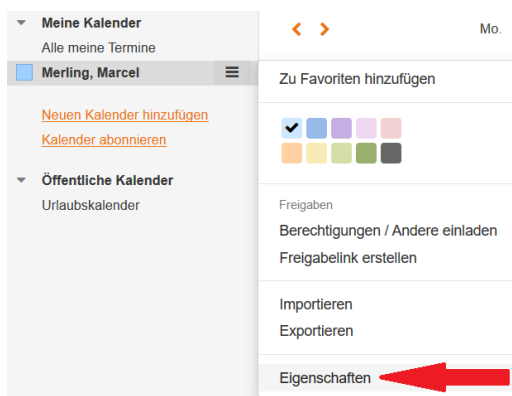 Meine Kalender
Alle meine Termine
Merling, Marcel
Neuen Kalender hinzufügen
Kalender abonnieren
Öffentliche Kalender
Urlaubskalender
Mo.
Zu Favoriten hinzufügen
Freigaben
Berechtigungen / Andere einladen
Freigabelink erstellen
Importieren
Exportieren
Eigenschaften